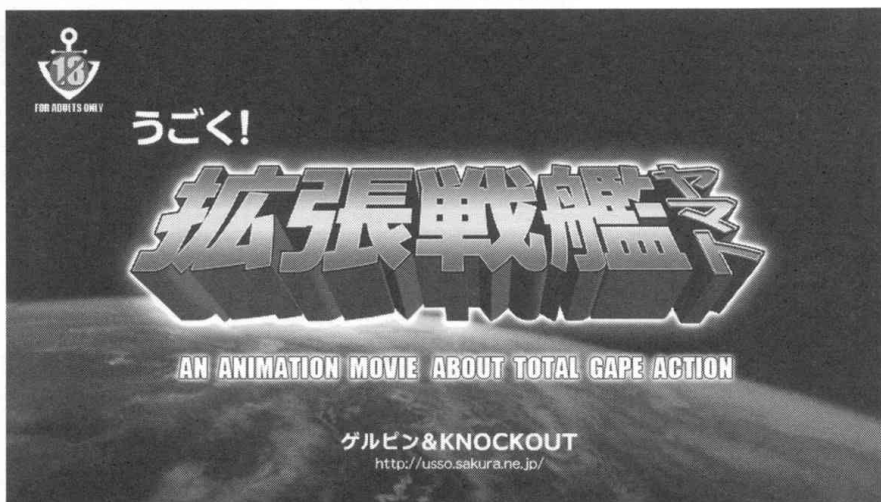 18
FOR ADULTS ONLY
うごく!
拡張戦艦ヤマト
AN ANIMATION MOVIE ABOUT TOTAL GAPE ACTION
ゲルピン&KNOCKOUT
http://usso.sakura.ne.jp/